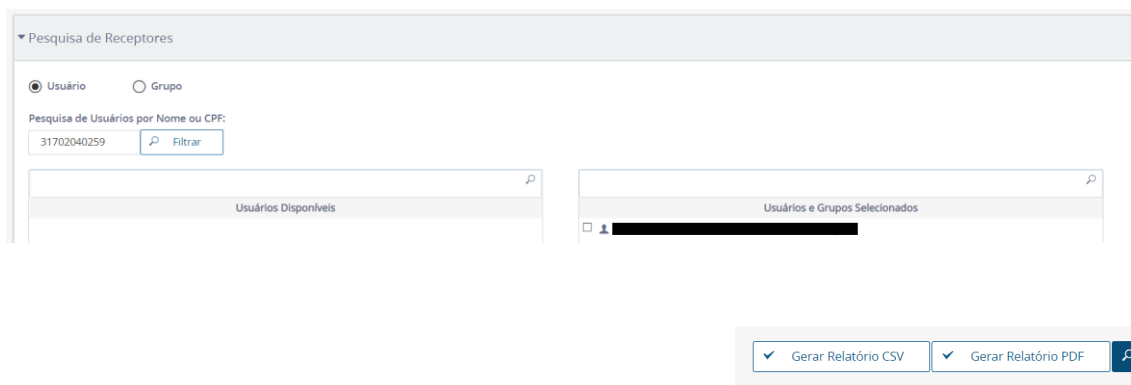 Pesquisa de Receptores
Usuário Grupo
Pesquisa de Usuários por Nome ou CPF:
31702040259 Filtrar
Usuários Disponíveis Usuários e Grupos Selecionados
Gerar Relatório CSV Gerar Relatório PDF